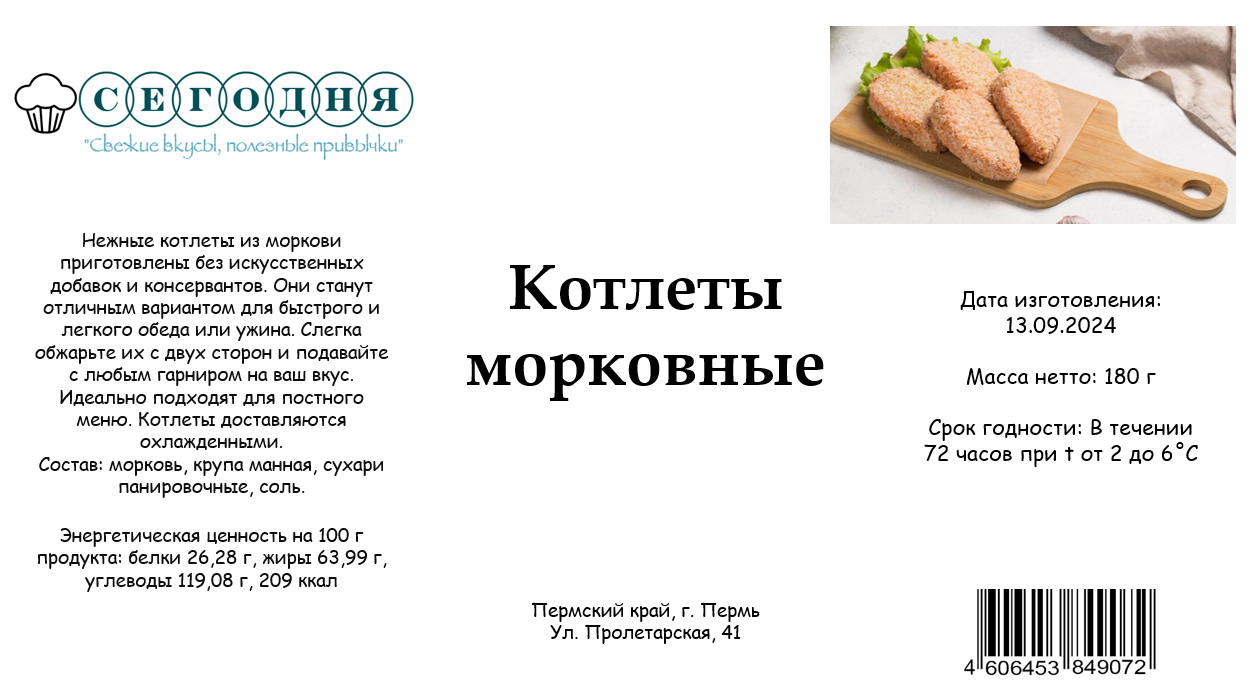 СЕГОДНЯ
"Свежие вкусы, полезные привычки"
Нежные котлеты из моркови
приготовлены без искусственных
добавок и консервантов. Они станут
отличным вариантом для быстрого и
легкого обеда или ужина. Слегка
обжарьте их с двух сторон и подавайте
с любым гарниром на ваш вкус.
Идеально подходят для постного
меню. Котлеты доставляются
охлажденными.
Состав: морковь, крупа манная, сухари
панировочные, соль.
Энергетическая ценность на 100 г
продукта: белки 26,28 г, жиры 63,99 г,
углеводы 119,08 г, 209 ккал
Котлеты
морковные
Пермский край, г. Пермь
Ул. Пролетарская, 41
Дата изготовления:
13.09.2024
Масса нетто: 180 г
Срок годности: В течении
72 часов при t от 2 до 6˚С
4 606453 849072